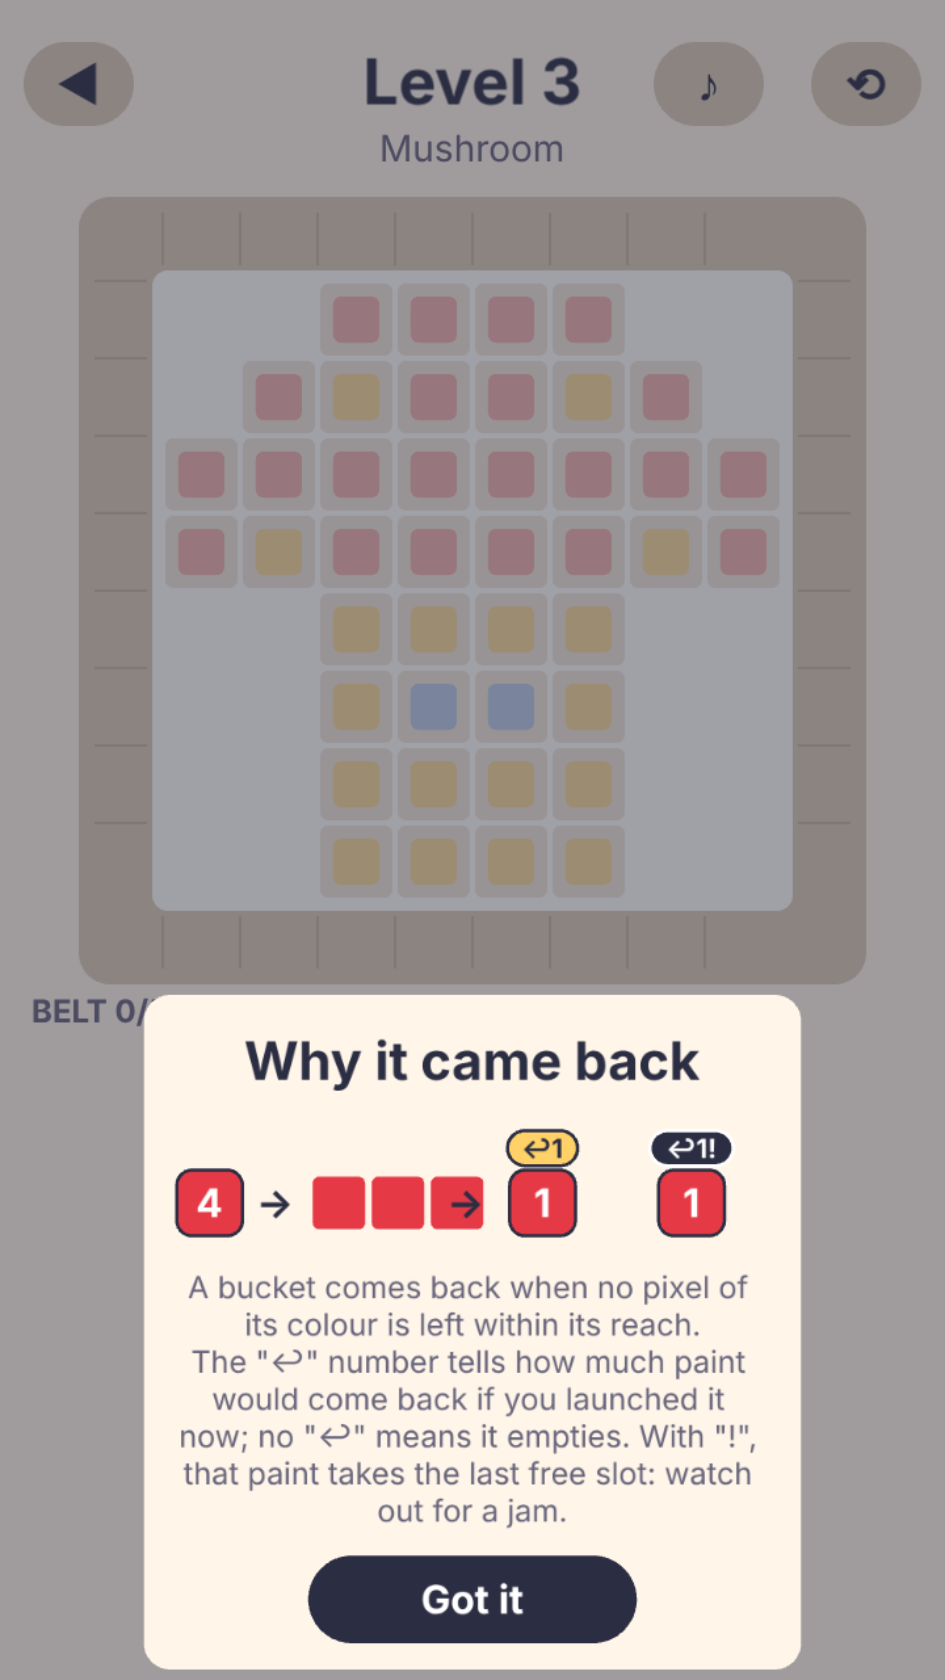 Level 3
Mushroom
BELT 0/
Why it came back
↩1
↩1!
4 → → 1 1
A bucket comes back when no pixel of
its colour is left within its reach.
The "↩" number tells how much paint
would come back if you launched it
now; no "↩" means it empties. With "!",
that paint takes the last free slot: watch
out for a jam.
Got it